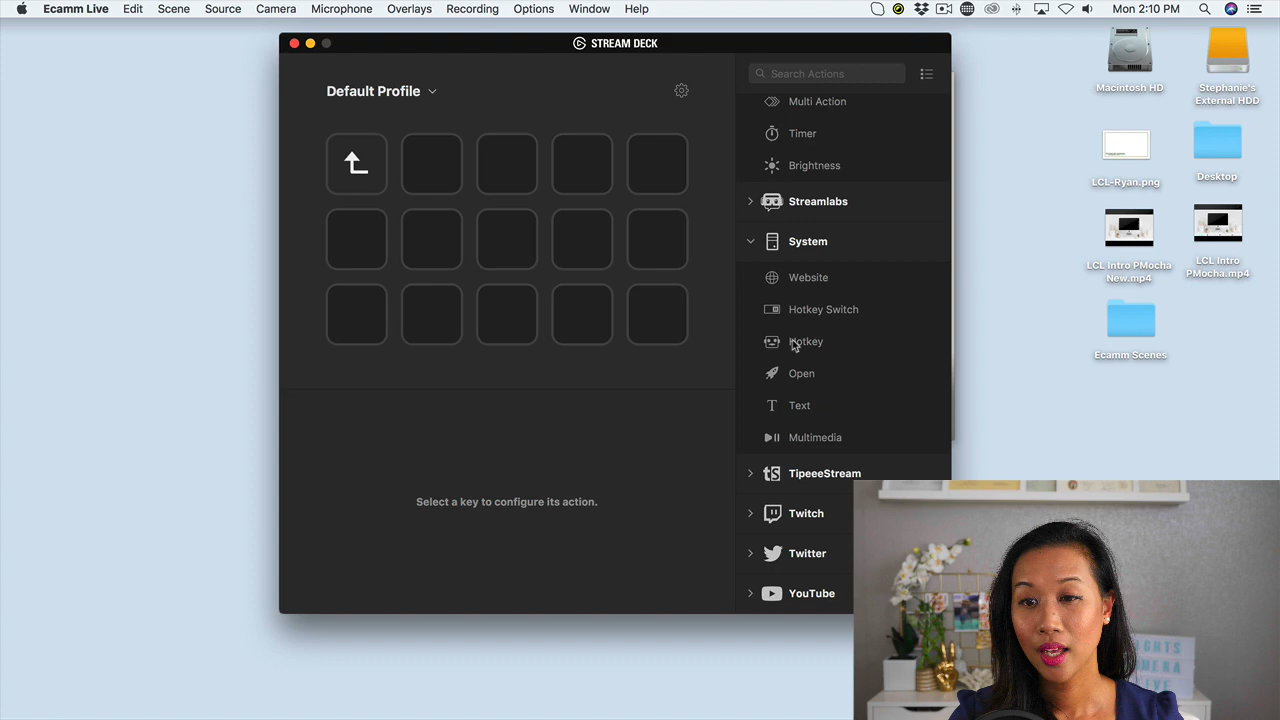 Ecamm Live Edit Scene Source Camera Microphone Overlays Recording Options Window Help Mon 2:10 PM
STREAM DECK
Default Profile
Search Actions
Multi Action
Timer
Brightness
Streamlabs
System
Website
Hotkey Switch
Hotkey
Open
Text
Multimedia
TipeeeStream
Twitch
Twitter
YouTube
Select a key to configure its action.
Macintosh HD
Stephanie's
External HDD
LCL-Ryan.png
Desktop
LCL Intro PMocha
New.mp4
LCL Intro
PMocha.mp4
Ecamm Scenes
GHTS
AMERA
LIVE